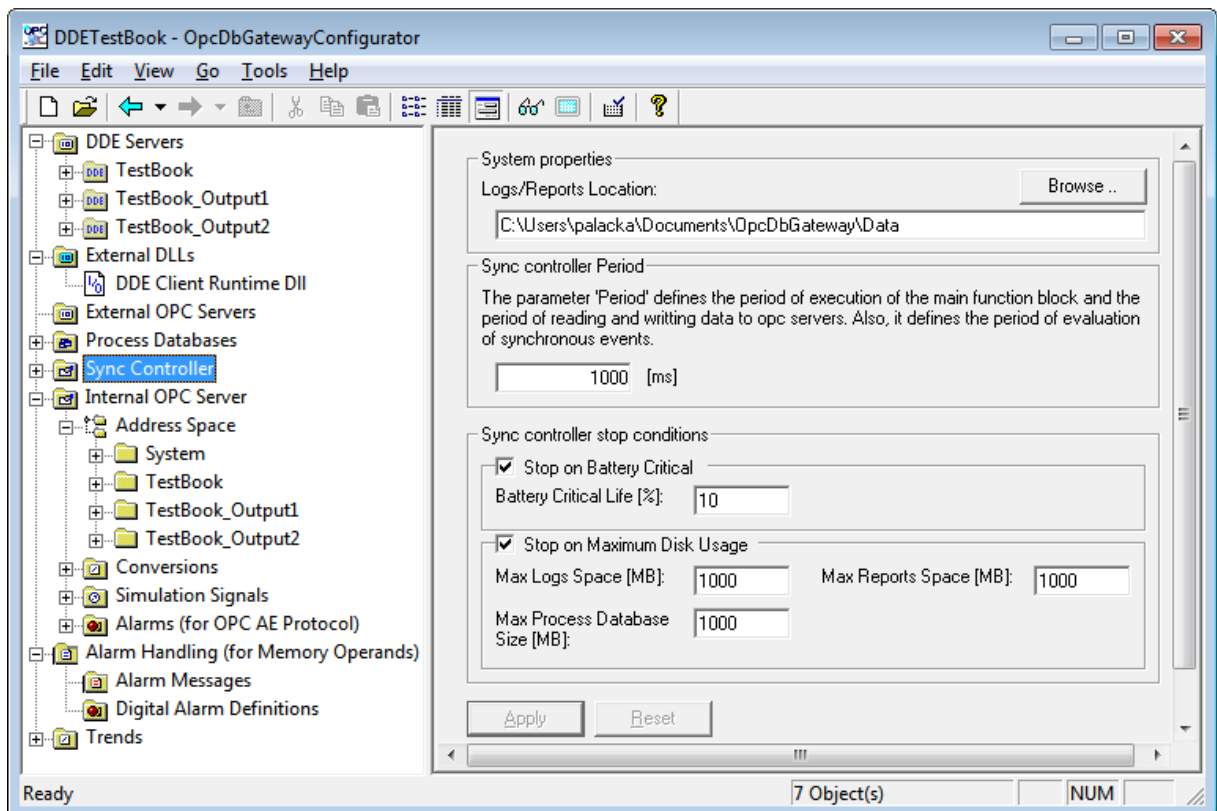 DDETestBook - OpcDbGatewayConfigurator
File Edit View Go Tools Help
DDE Servers
TestBook
TestBook_Output1
TestBook_Output2
External DLLs
DDE Client Runtime Dll
External OPC Servers
Process Databases
Sync Controller
Internal OPC Server
Address Space
System
TestBook
TestBook_Output1
TestBook_Output2
Conversions
Simulation Signals
Alarms (for OPC AE Protocol)
Alarm Handling (for Memory Operands)
Alarm Messages
Digital Alarm Definitions
Trends
System properties
Logs/Reports Location:
Browse ..
C:\Users\palacka\Documents\OpcDbGateway\Data
Sync controller Period
The parameter 'Period' defines the period of execution of the main function block and the
period of reading and writting data to opc servers. Also, it defines the period of evaluation
of synchronous events.
1000 [ms]
Sync controller stop conditions
Stop on Battery Critical
Battery Critical Life [%]: 10
Stop on Maximum Disk Usage
Max Logs Space [MB]: 1000 Max Reports Space [MB]: 1000
Max Process Database
Size [MB]: 1000
Apply Reset
Ready 7 Object(s) NUM